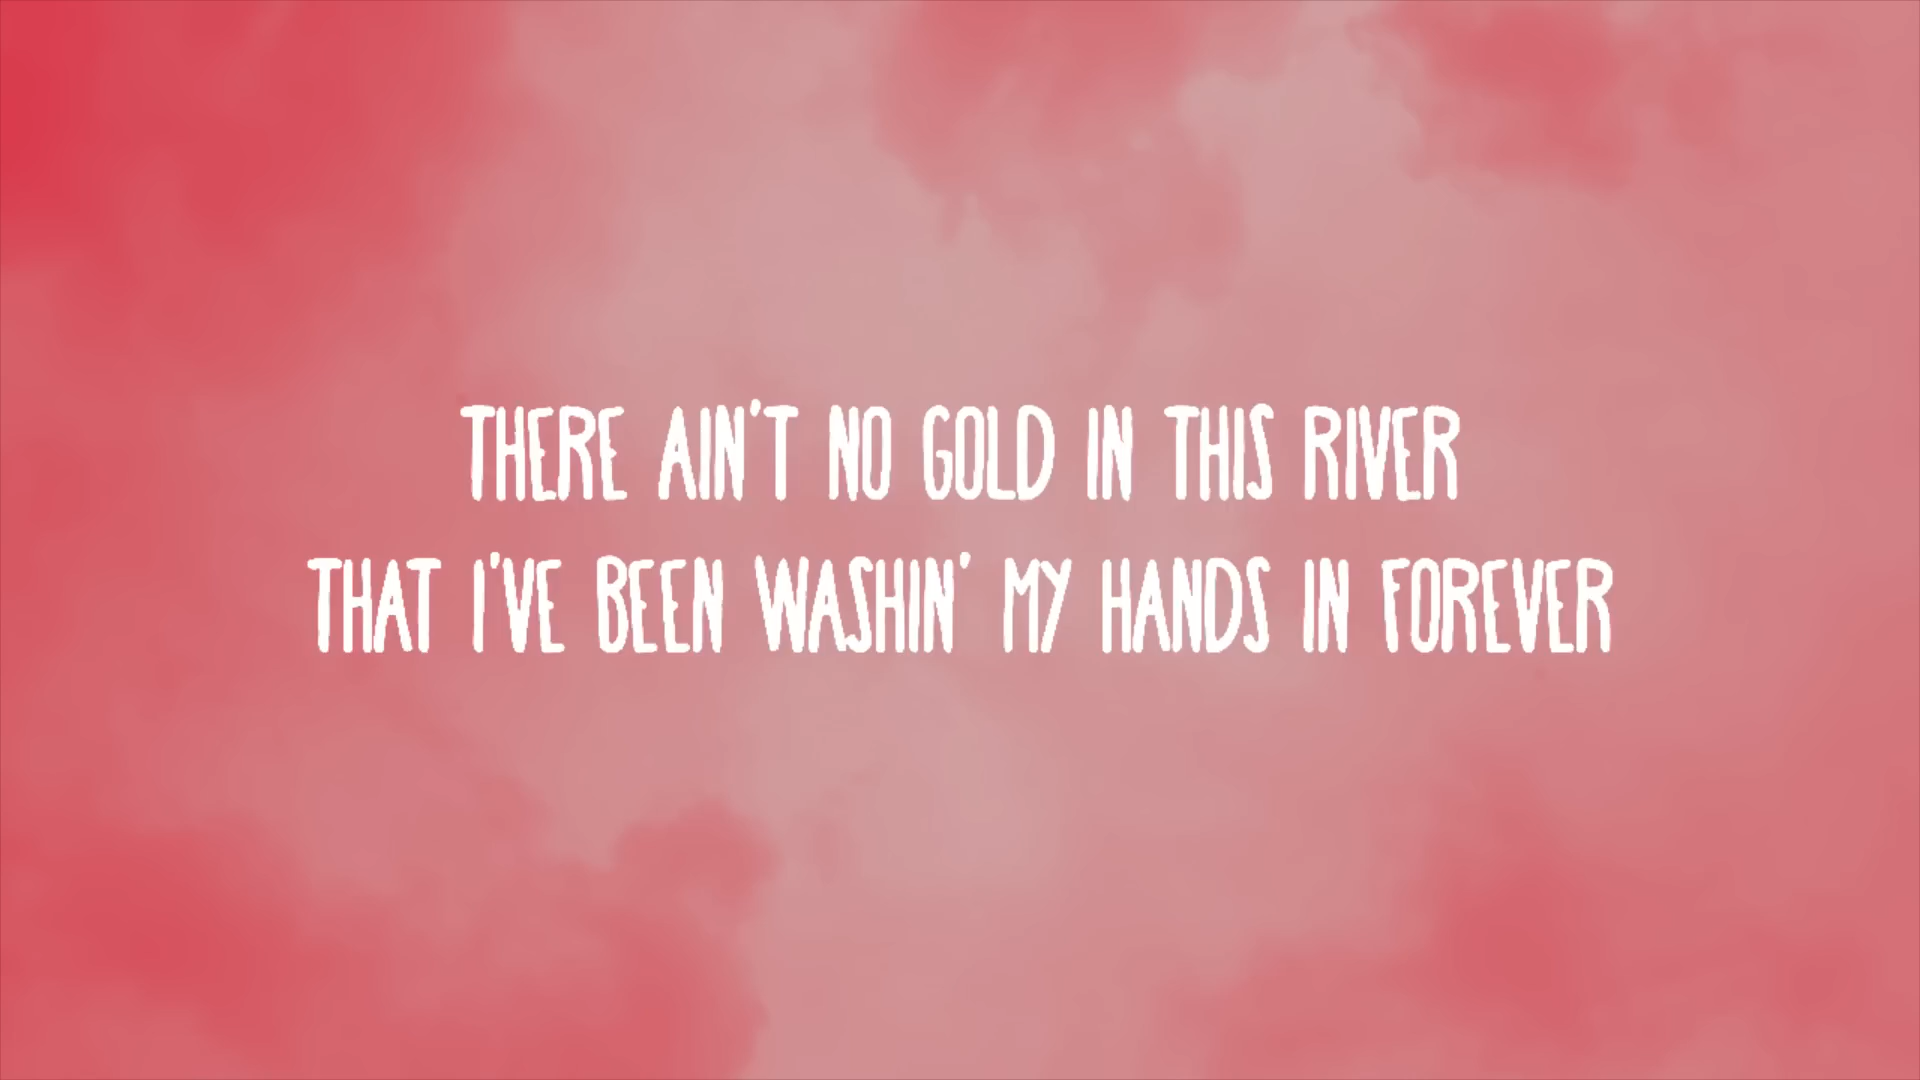 THERE AIN'T NO GOLD IN THIS RIVER
THAT I'VE BEEN WASHIN' MY HANDS IN FOREVER